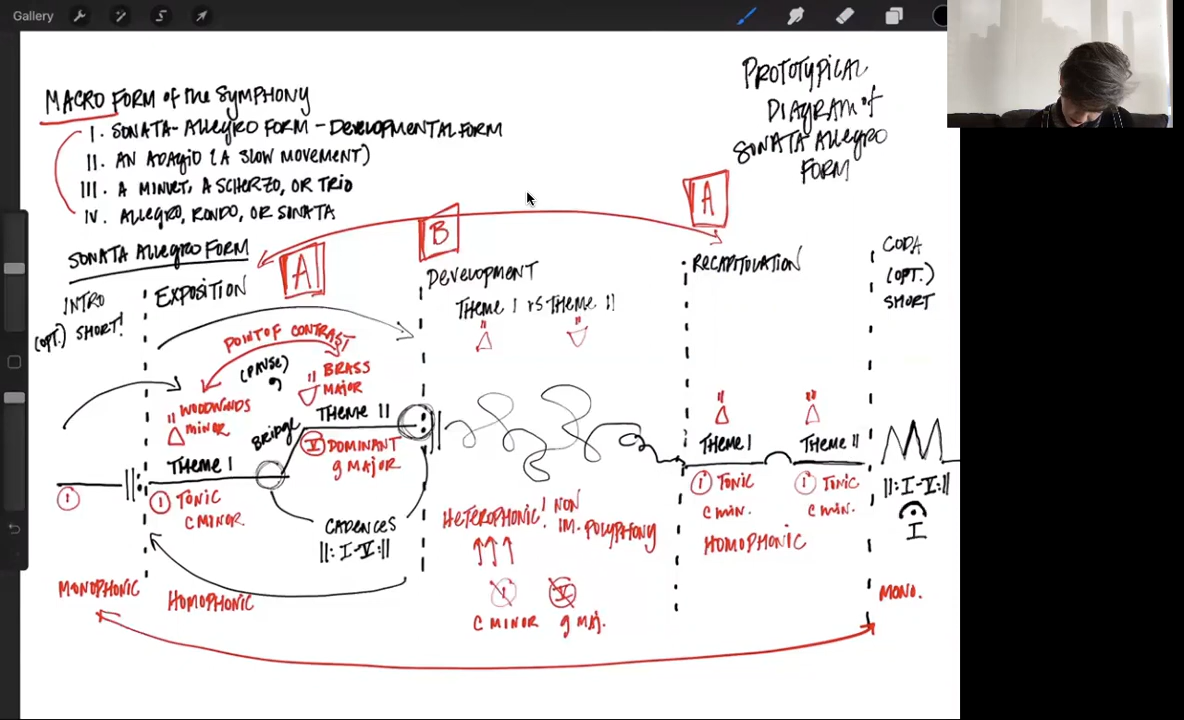 Gallery
MACRO FORM of the SYMPHONY
I. SONATA-AllEGRO FORM - DEVELOPMENTAL FORM
II. AN ADAGIO (A SLOW MOVEMENT)
III. A MINUET, A SCHERZO, OR TRIO
IV. ALLEGRO, RONDO, OR SONATA
PROTOTYPICAL
DIAGRAM of
SONATA ALLEGRO
FORM
SONATA AllEGRO FORM
A
B
A
INTRO
(OPT.) SHORT!
EXPOSITION
DEVELOPMENT
RECAPITULATION
CODA
(OPT.)
SHORT
THEME I VS THEME II
POINT OF CONTRAST
(PAUSE)
,
BRASS
MAJOR
WOODWINDS
MINOR
BRIDGE
THEME II
THEME I
V DOMINANT
g MAJOR
I
I TONIC
C MINOR
CADENCES
||: I-V :||
HETEROPHONIC! NON
IM. POLYPHONY
I
V
C MINOR
g MAJ.
THEME I
THEME II
I TONIC
C MIN.
I TONIC
C MIN.
HOMOPHONIC
||: I-V :||
I
MONOPHONIC
HOMOPHONIC
MONO.